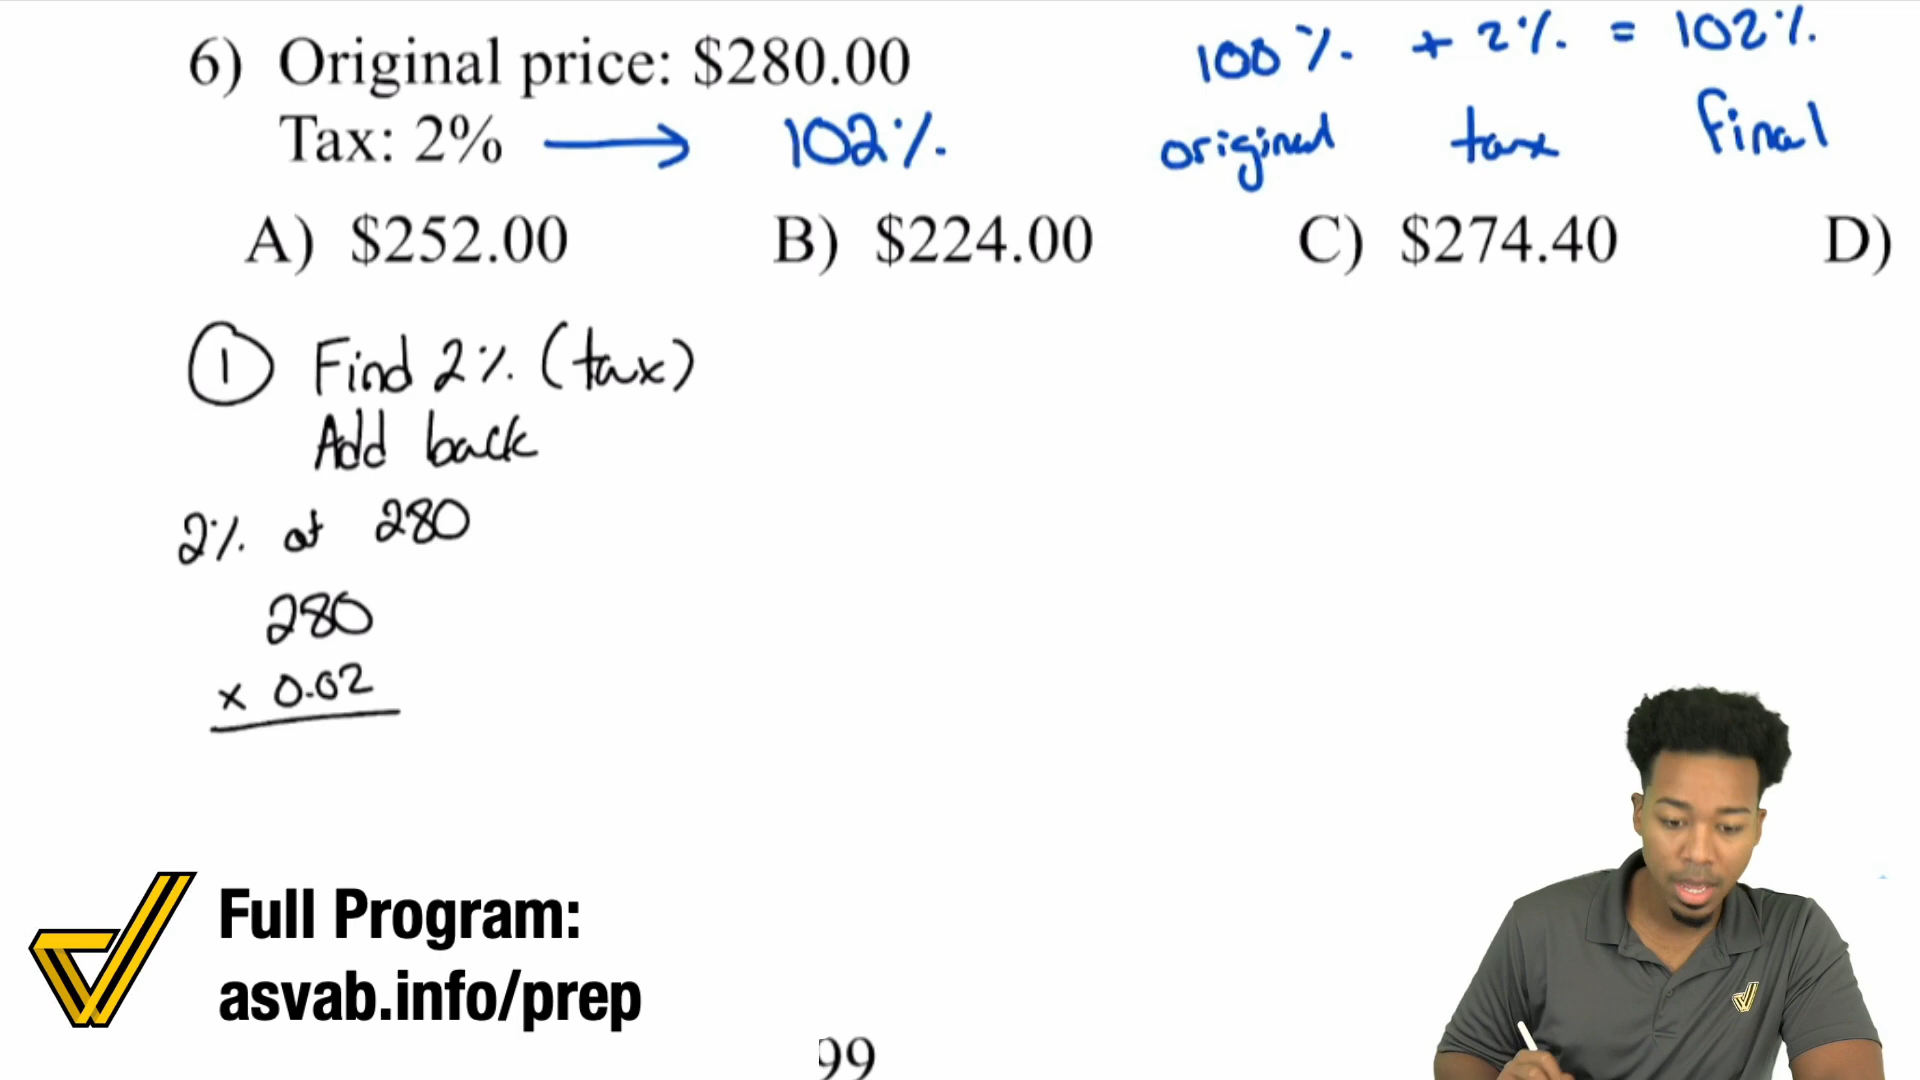 6) Original price: $280.00
100% + 2% = 102%
Tax: 2% → 102%
original tax final
A) $252.00 B) $224.00 C) $274.40 D)
① Find 2% (tax)
Add back
2% of 280
280
x 0.02
Full Program:
asvab.info/prep
99